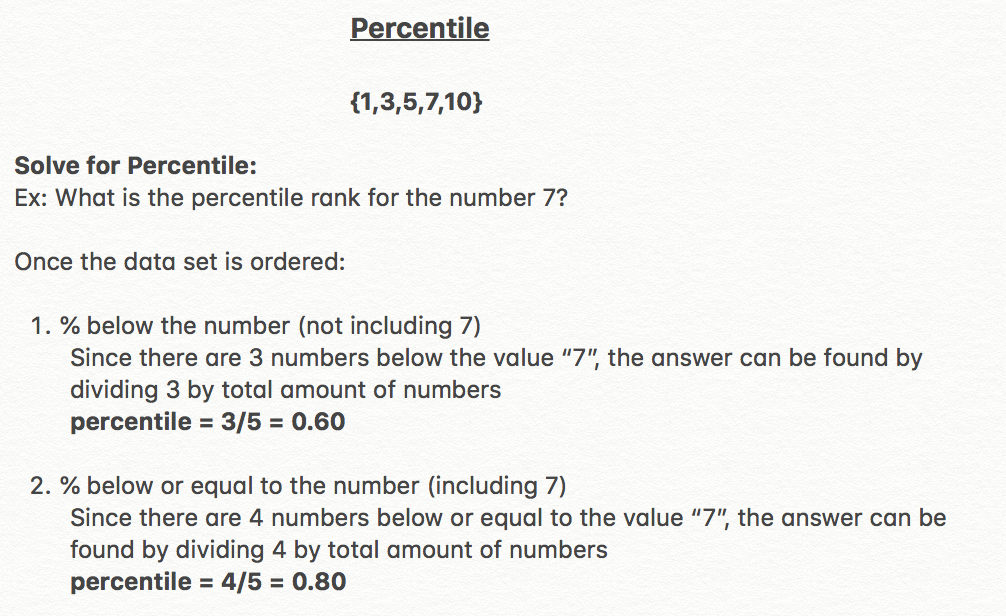 Percentile
{1,3,5,7,10}
Solve for Percentile:
Ex: What is the percentile rank for the number 7?
Once the data set is ordered:
1. % below the number (not including 7)
Since there are 3 numbers below the value “7”, the answer can be found by
dividing 3 by total amount of numbers
percentile = 3/5 = 0.60
2. % below or equal to the number (including 7)
Since there are 4 numbers below or equal to the value “7”, the answer can be
found by dividing 4 by total amount of numbers
percentile = 4/5 = 0.80